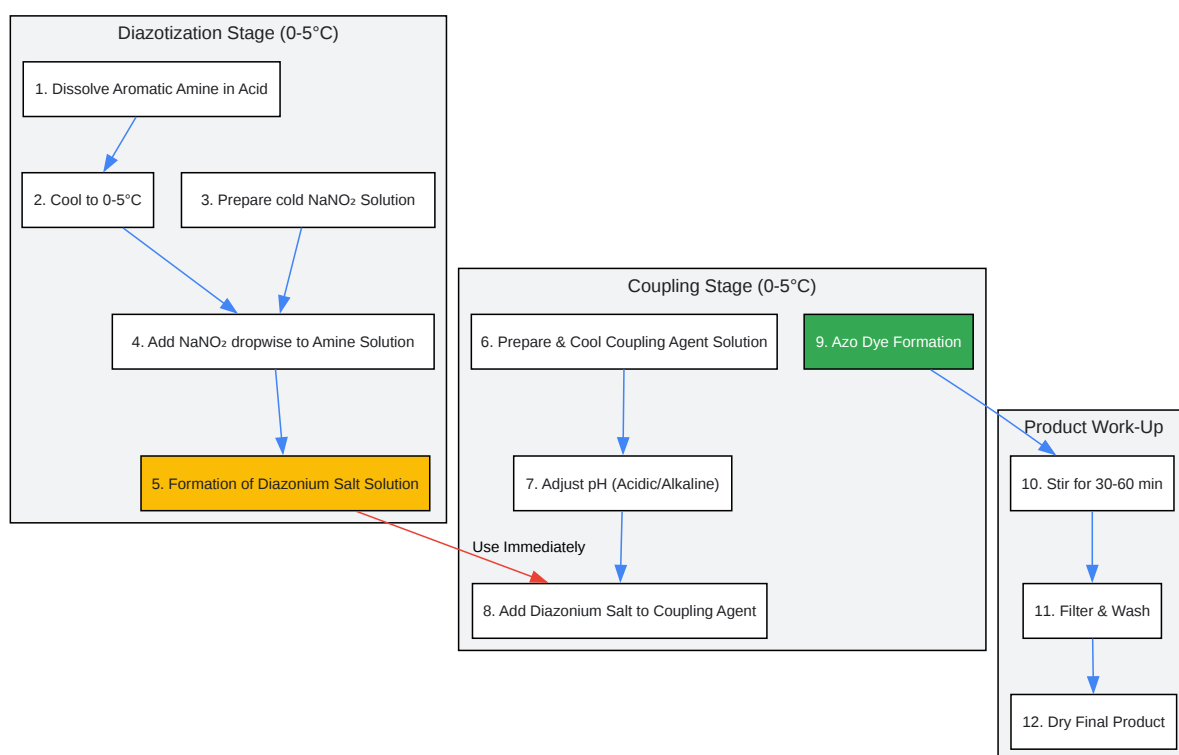 Diazotization Stage (0-5°C)
1. Dissolve Aromatic Amine in Acid
2. Cool to 0-5°C
3. Prepare cold NaNO₂ Solution
4. Add NaNO₂ dropwise to Amine Solution
5. Formation of Diazonium Salt Solution
Use Immediately
Coupling Stage (0-5°C)
6. Prepare & Cool Coupling Agent Solution
7. Adjust pH (Acidic/Alkaline)
8. Add Diazonium Salt to Coupling Agent
9. Azo Dye Formation
Product Work-Up
10. Stir for 30-60 min
11. Filter & Wash
12. Dry Final Product